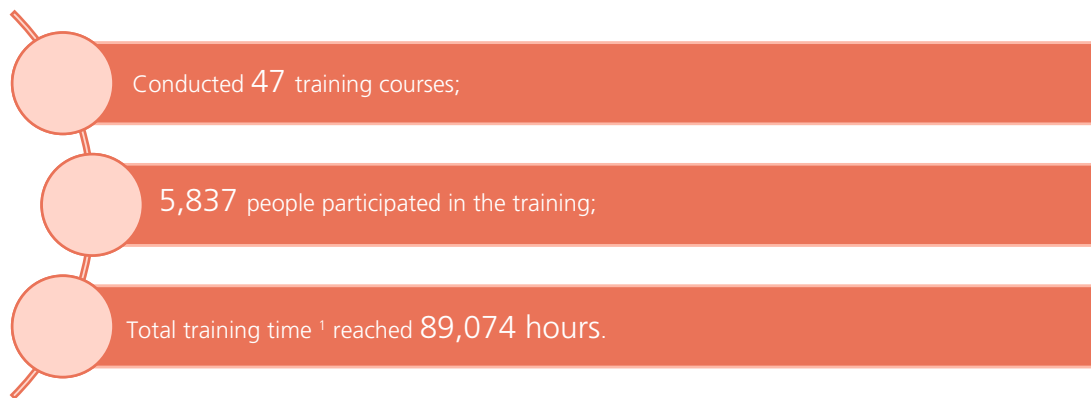 Conducted 47 training courses;
5,837 people participated in the training;
Total training time ¹ reached 89,074 hours.